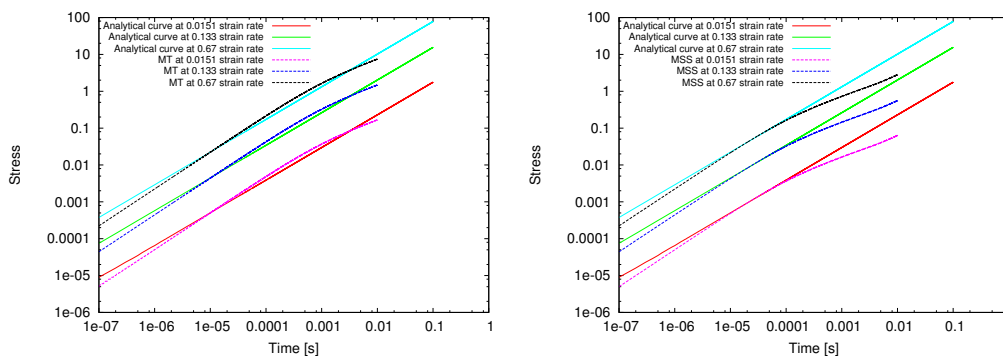 100
10
1
0.1
0.01
0.001
0.0001
1e-05
1e-06
Stress
Analytical curve at 0.0151 strain rate
Analytical curve at 0.133 strain rate
Analytical curve at 0.67 strain rate
MT at 0.0151 strain rate
MT at 0.133 strain rate
MT at 0.67 strain rate
1e-07 1e-06 1e-05 0.0001 0.001 0.01 0.1 1
Time [s]
100
10
1
0.1
0.01
0.001
0.0001
1e-05
1e-06
Stress
Analytical curve at 0.0151 strain rate
Analytical curve at 0.133 strain rate
Analytical curve at 0.67 strain rate
MSS at 0.0151 strain rate
MSS at 0.133 strain rate
MSS at 0.67 strain rate
1e-07 1e-06 1e-05 0.0001 0.001 0.01 0.1
Time [s]